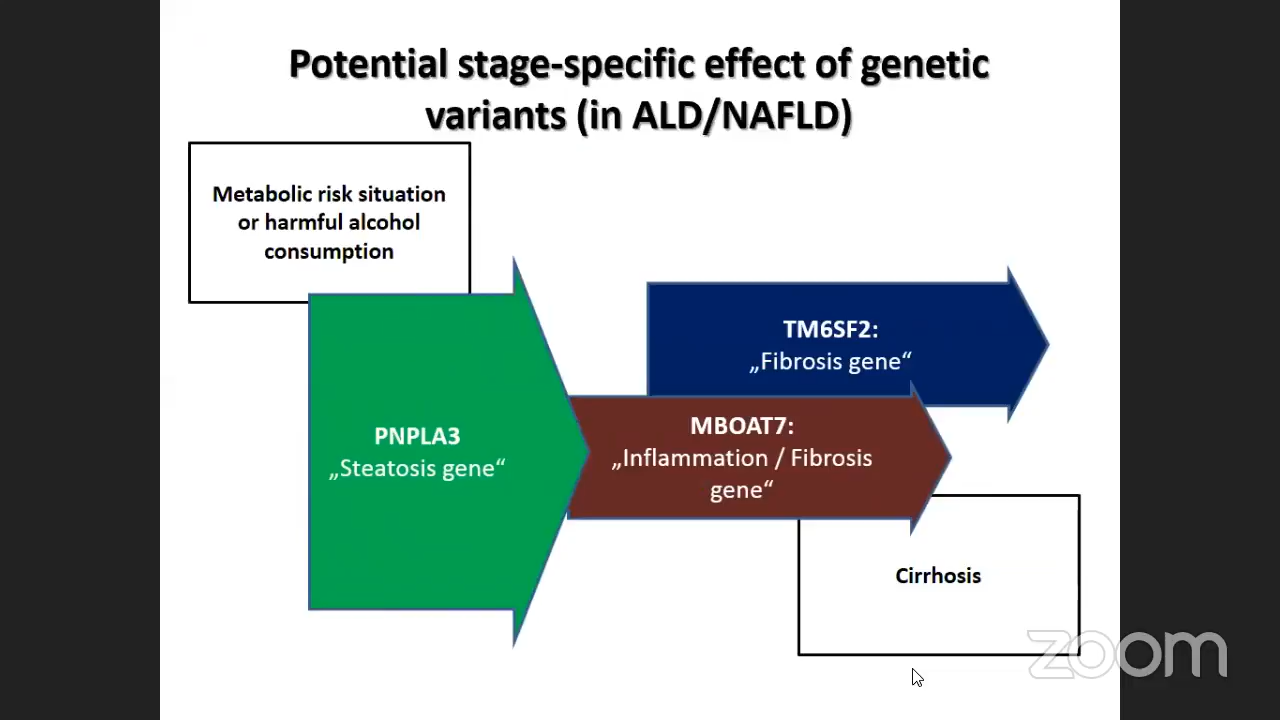 Potential stage-specific effect of genetic
variants (in ALD/NAFLD)
Metabolic risk situation
or harmful alcohol
consumption
TM6SF2:
„Fibrosis gene“
PNPLA3
„Steatosis gene“
MBOAT7:
„Inflammation / Fibrosis
gene“
Cirrhosis
zoom